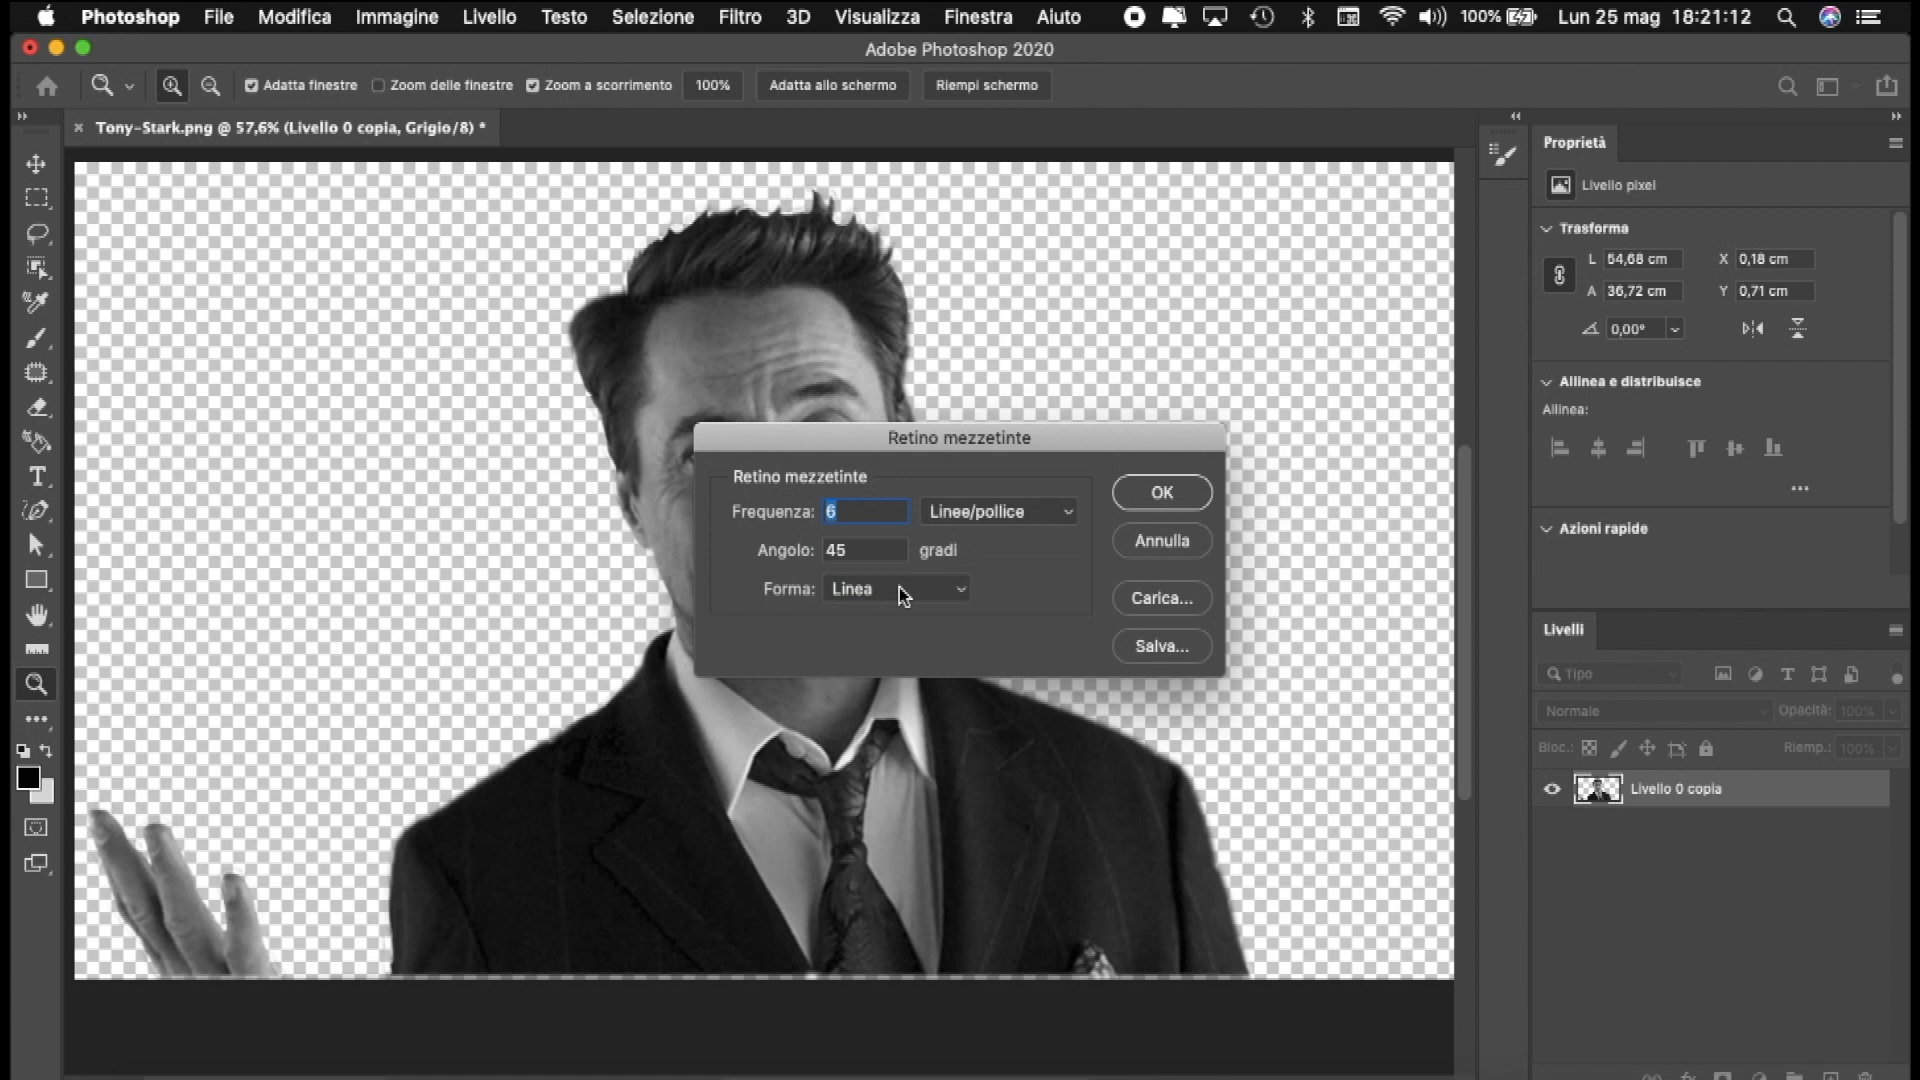 Photoshop File Modifica Immagine Livello Testo Selezione Filtro 3D Visualizza Finestra Aiuto 100% Lun 25 mag 18:21:12
Adobe Photoshop 2020
Adatta finestre Zoom delle finestre Zoom a scorrimento 100% Adatta allo schermo Riempi schermo
Tony-Stark.png @ 57,6% (Livello 0 copia, Grigio/8) *
Proprietà
Livello pixel
Trasforma
L 54,68 cm X 0,18 cm
A 36,72 cm Y 0,71 cm
0,00°
Allinea e distribuisce
Allinea:
Azioni rapide
Retino mezzetinte
Retino mezzetinte
Frequenza: 6 Linee/pollice
Angolo: 45 gradi
Forma: Linea
OK
Annulla
Carica...
Salva...
Livelli
Tipo
Normale Opacità: 100%
Bloc.: Riemp.: 100%
Livello 0 copia